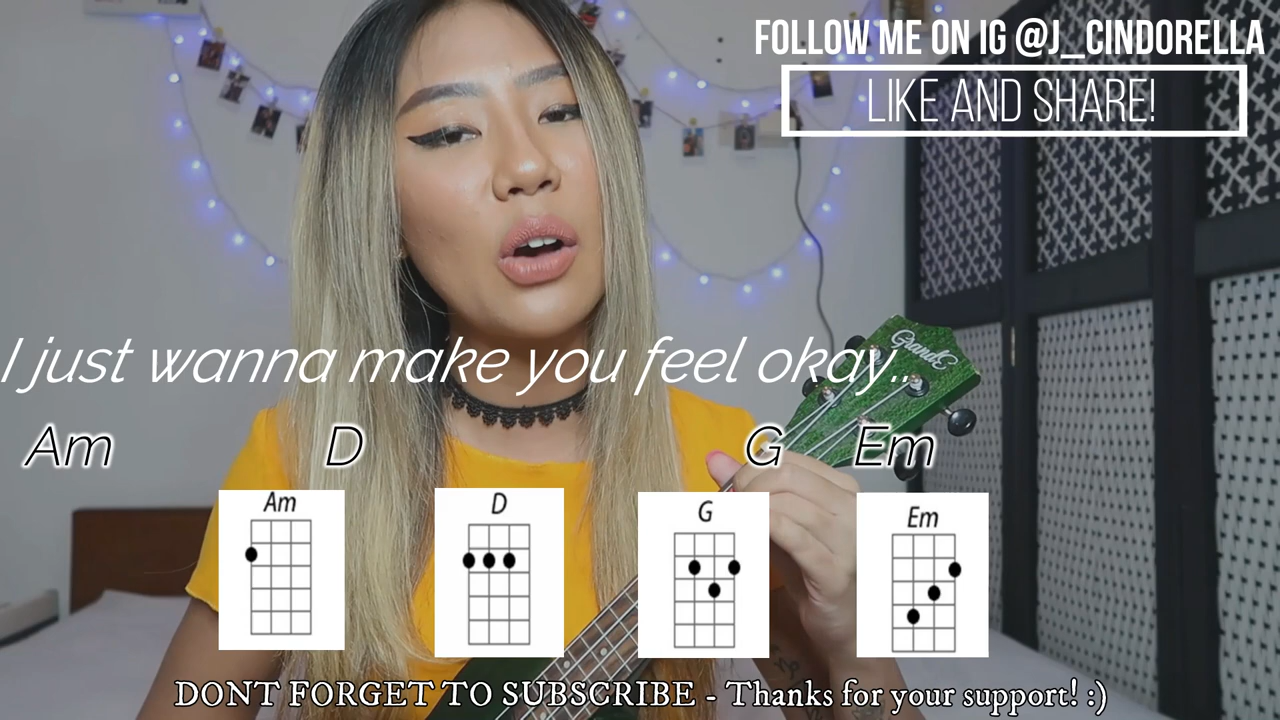 FOLLOW ME ON IG @J_CINDORELLA
LIKE AND SHARE!
Grande
I just wanna make you feel okay..
Am D G Em
Am D G Em
DONT FORGET TO SUBSCRIBE - Thanks for your support! :)